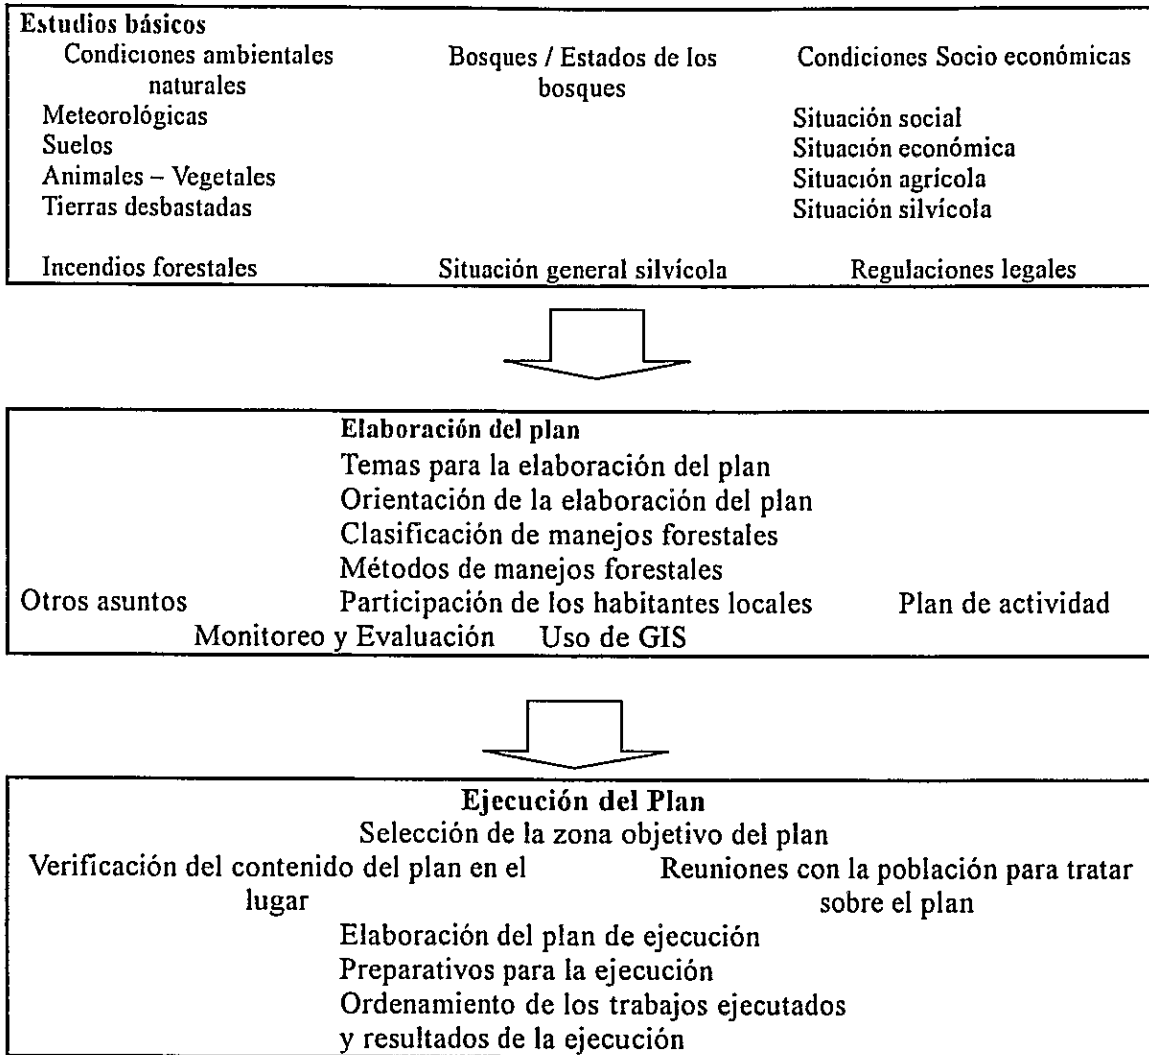 Estudios básicos
Condiciones ambientales naturales
Bosques / Estados de los bosques
Condiciones Socio económicas
Meteorológicas
Suelos
Animales – Vegetales
Tierras desbastadas
Situación social
Situación económica
Situación agrícola
Situación silvícola
Incendios forestales
Situación general silvícola
Regulaciones legales
Elaboración del plan
Temas para la elaboración del plan
Orientación de la elaboración del plan
Clasificación de manejos forestales
Métodos de manejos forestales
Otros asuntos
Participación de los habitantes locales
Plan de actividad
Monitoreo y Evaluación
Uso de GIS
Ejecución del Plan
Selección de la zona objetivo del plan
Verificación del contenido del plan en el
lugar
Reuniones con la población para tratar
sobre el plan
Elaboración del plan de ejecución
Preparativos para la ejecución
Ordenamiento de los trabajos ejecutados
y resultados de la ejecución